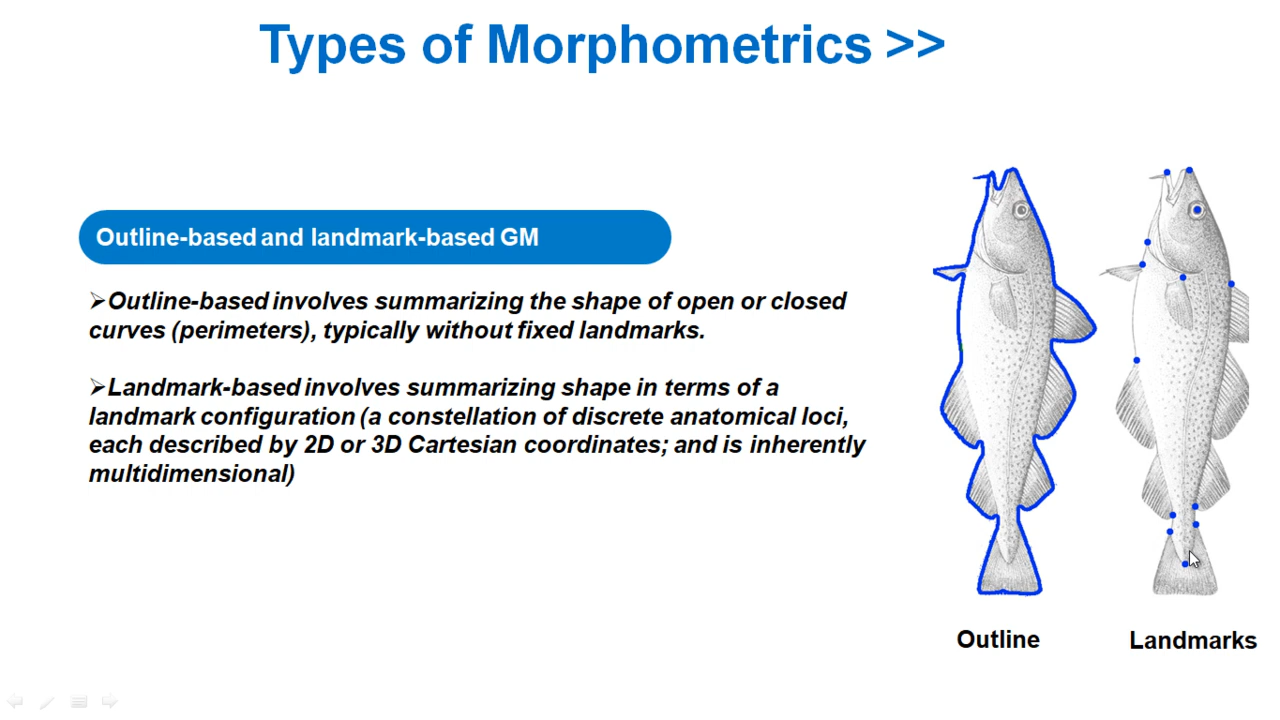 Types of Morphometrics >>
Outline-based and landmark-based GM
➢Outline-based involves summarizing the shape of open or closed
curves (perimeters), typically without fixed landmarks.
➢Landmark-based involves summarizing shape in terms of a
landmark configuration (a constellation of discrete anatomical loci,
each described by 2D or 3D Cartesian coordinates; and is inherently
multidimensional)
Outline
Landmarks